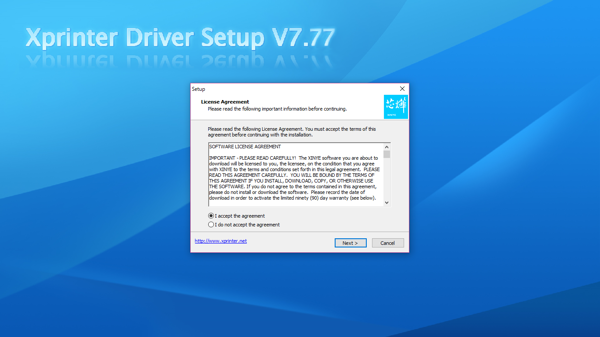 Xprinter Driver Setup V7.77
Setup
License Agreement
Please read the following important information before continuing.
Please read the following License Agreement. You must accept the terms of this
agreement before continuing with the installation.
SOFTWARE LICENSE AGREEMENT
IMPORTANT - PLEASE READ CAREFULLY!  The XINYE software you are about to
download will be licensed to you, the licensee, on the condition that you agree
with XINYE to the terms and conditions set forth in this legal agreement.  PLEASE
READ THIS AGREEMENT CAREFULLY.  YOU WILL BE BOUND BY THE TERMS OF
THIS AGREEMENT IF YOU INSTALL, DOWNLOAD, COPY, OR OTHERWISE USE
THE SOFTWARE. If you do not agree to the terms contained in this agreement,
please do not install or download the software.  Please record the date of
download in order to activate the limited ninety (90) day warranty (see below).
I accept the agreement
I do not accept the agreement
http://www.xprinter.net
Next >
Cancel